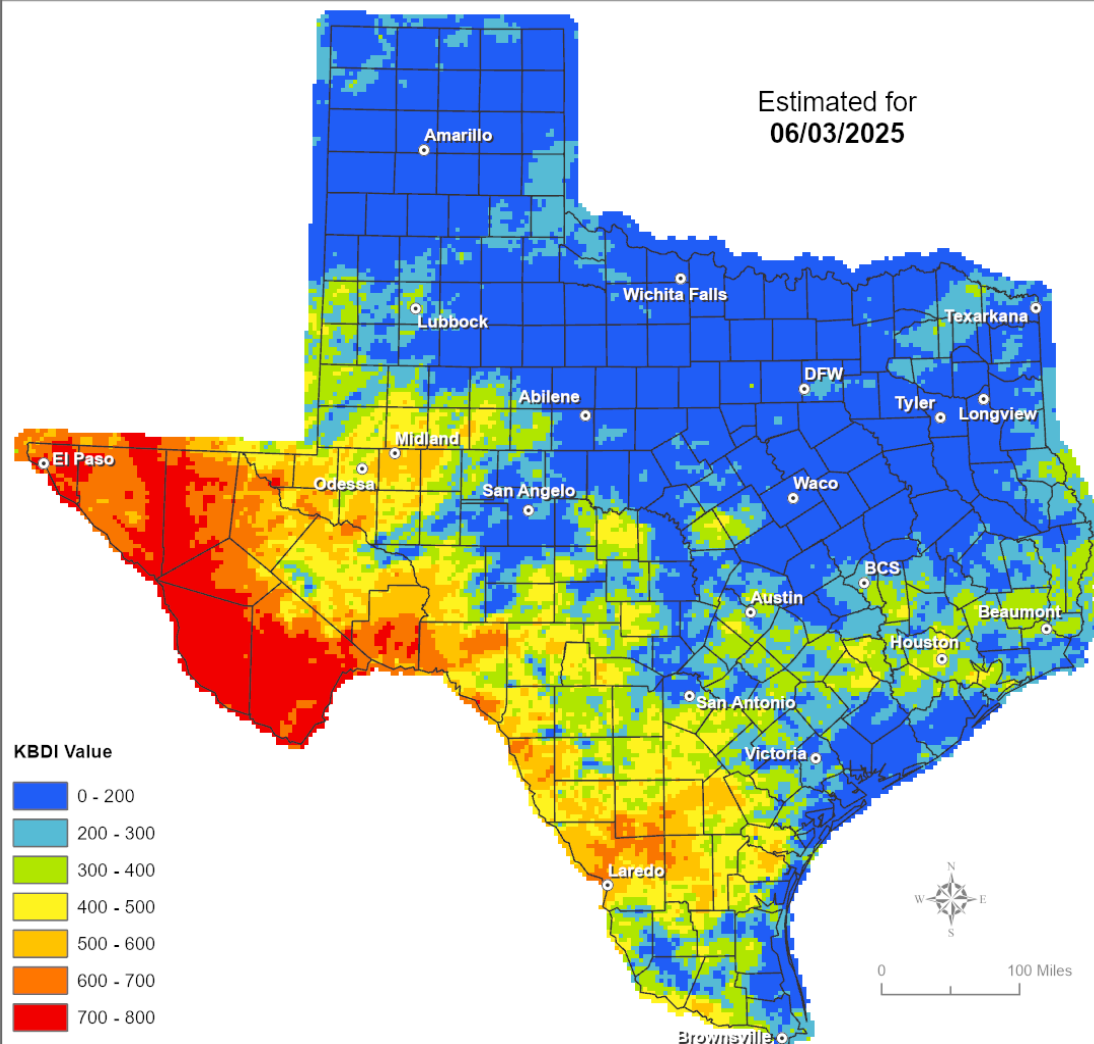 Estimated for
06/03/2025
Amarillo
Wichita Falls
Lubbock
Texarkana
DFW
Abilene
Tyler
Longview
Midland
El Paso
Odessa
San Angelo
Waco
BCS
Austin
Beaumont
Houston
San Antonio
Victoria
Laredo
Brownsville
KBDI Value
0 - 200
200 - 300
300 - 400
400 - 500
500 - 600
600 - 700
700 - 800
N
W
E
S
0
100 Miles